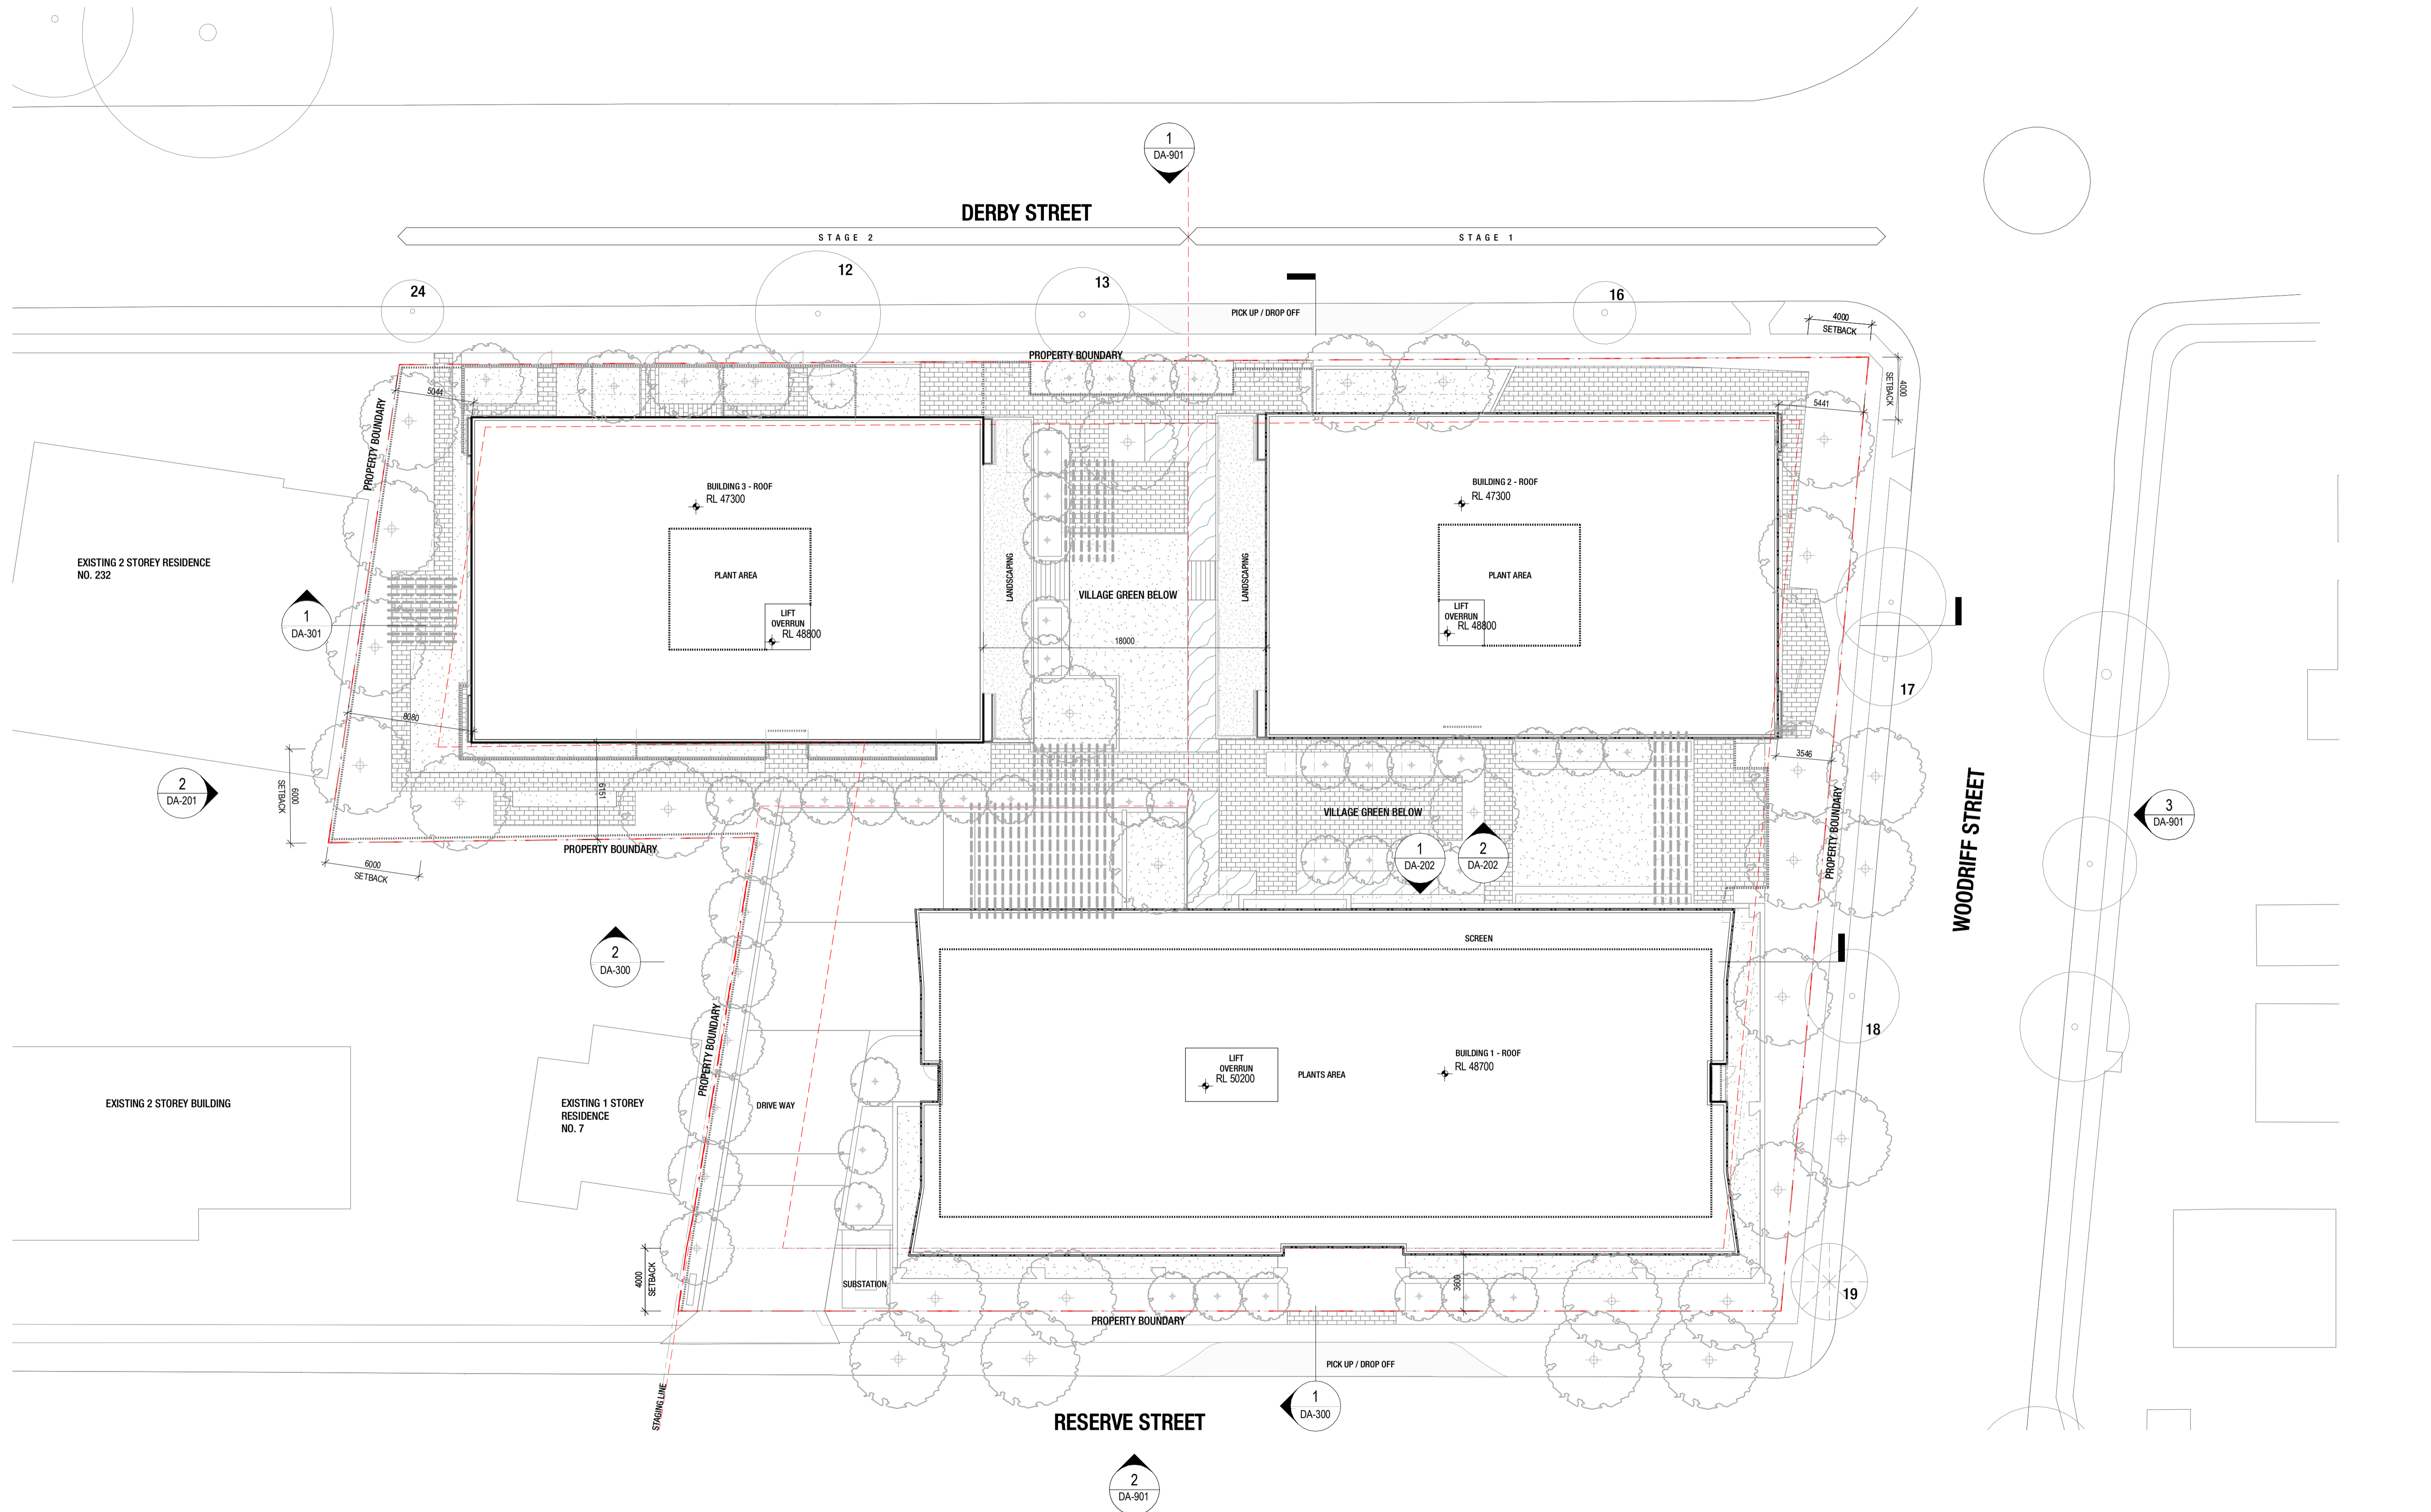 1
DA-901
DERBY STREET
STAGE 2
STAGE 1
24
12
13
16
PICK UP / DROP OFF
4000
SETBACK
PROPERTY BOUNDARY
4000
SETBACK
5044
5441
PROPERTY BOUNDARY
BUILDING 3 - ROOF
RL 47300
BUILDING 2 - ROOF
RL 47300
EXISTING 2 STOREY RESIDENCE
NO. 232
PLANT AREA
LANDSCAPING
VILLAGE GREEN BELOW
LANDSCAPING
PLANT AREA
1
DA-301
LIFT
OVERRUN
RL 48800
18000
LIFT
OVERRUN
RL 48800
17
8080
3546
2
DA-201
6000
SETBACK
6151
VILLAGE GREEN BELOW
PROPERTY BOUNDARY
WOODRIFF STREET
3
DA-901
PROPERTY BOUNDARY
6000
SETBACK
1
DA-202
2
DA-202
2
DA-300
SCREEN
18
PROPERTY BOUNDARY
LIFT
OVERRUN
RL 50200
PLANTS AREA
BUILDING 1 - ROOF
RL 48700
EXISTING 2 STOREY BUILDING
EXISTING 1 STOREY
RESIDENCE
NO. 7
DRIVE WAY
4000
SETBACK
SUBSTATION
3600
19
PROPERTY BOUNDARY
PICK UP / DROP OFF
STAGING LINE
1
DA-300
RESERVE STREET
2
DA-901